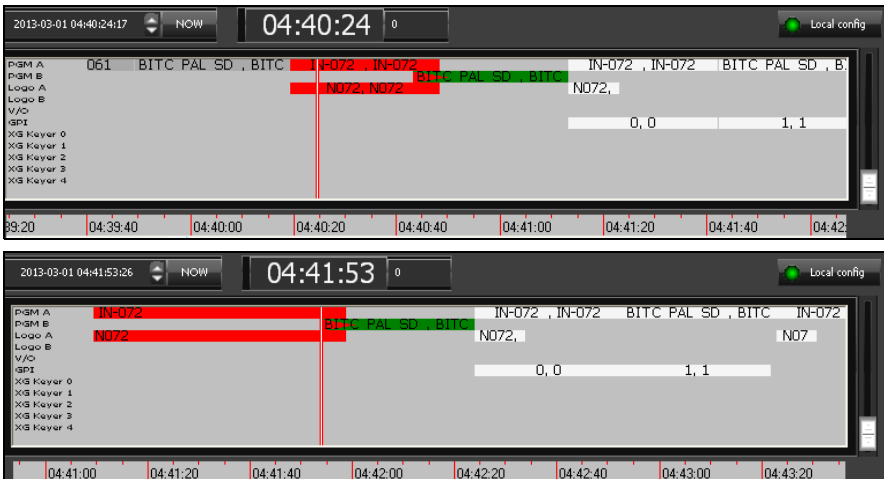 2013-03-01 04:40:24:17 NOW 04:40:24 0 Local config
PGM A 061 BITC PAL SD , BITC IN-072 , IN-072 IN-072 , IN-072 BITC PAL SD , B.
PGM B BITC PAL SD , BITC
Logo A N072, N072 N072,
Logo B
V/O
GPI 0, 0 1, 1
XG Keyer 0
XG Keyer 1
XG Keyer 2
XG Keyer 3
XG Keyer 4
39:20 04:39:40 04:40:00 04:40:20 04:40:40 04:41:00 04:41:20 04:41:40 04:42:
2013-03-01 04:41:53:26 NOW 04:41:53 0 Local config
PGM A IN-072 IN-072 , IN-072 BITC PAL SD , BITC IN-072
PGM B BITC PAL SD , BITC
Logo A N072 N072, N07
Logo B
V/O
GPI 0, 0 1, 1
XG Keyer 0
XG Keyer 1
XG Keyer 2
XG Keyer 3
XG Keyer 4
04:41:00 04:41:20 04:41:40 04:42:00 04:42:20 04:42:40 04:43:00 04:43:20